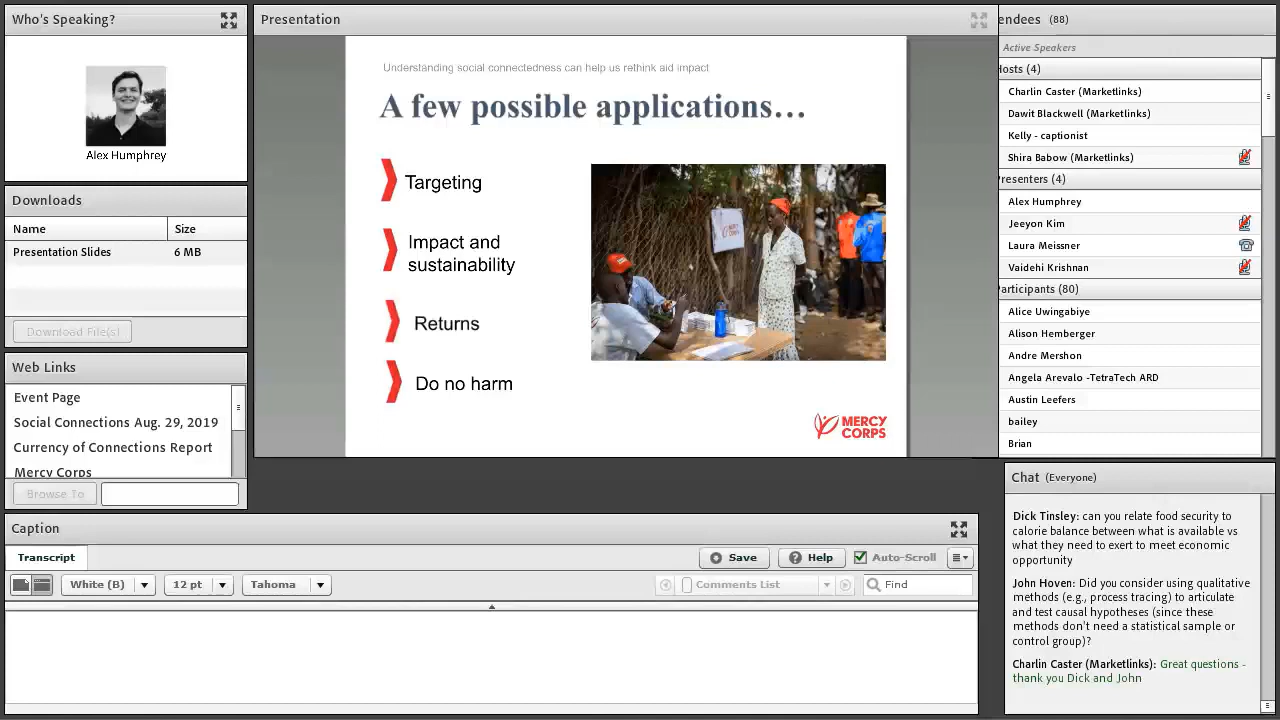 Who's Speaking?
Alex Humphrey
Downloads
Name Size
Presentation Slides 6 MB
Download File(s)
Web Links
Event Page
Social Connections Aug. 29, 2019
Currency of Connections Report
Mercy Corps
Browse To
Presentation
Understanding social connectedness can help us rethink aid impact
A few possible applications…
Targeting
Impact and
sustainability
Returns
Do no harm
MERCY
CORPS
MERCY
CORPS
endees (88)
Active Speakers
Hosts (4)
Charlin Caster (Marketlinks)
Dawit Blackwell (Marketlinks)
Kelly - captionist
Shira Babow (Marketlinks)
Presenters (4)
Alex Humphrey
Jeeyon Kim
Laura Meissner
Vaidehi Krishnan
Participants (80)
Alice Uwingabiye
Alison Hemberger
Andre Mershon
Angela Arevalo -TetraTech ARD
Austin Leefers
bailey
Brian
Chat (Everyone)
Dick Tinsley: can you relate food security to
calorie balance between what is available vs
what they need to exert to meet economic
opportunity
John Hoven: Did you consider using qualitative
methods (e.g., process tracing) to articulate
and test causal hypotheses (since these
methods don't need a statistical sample or
control group)?
Charlin Caster (Marketlinks): Great questions -
thank you Dick and John
Caption
Transcript
Save
Help
Auto-Scroll
White (B)
12 pt
Tahoma
Comments List
Find